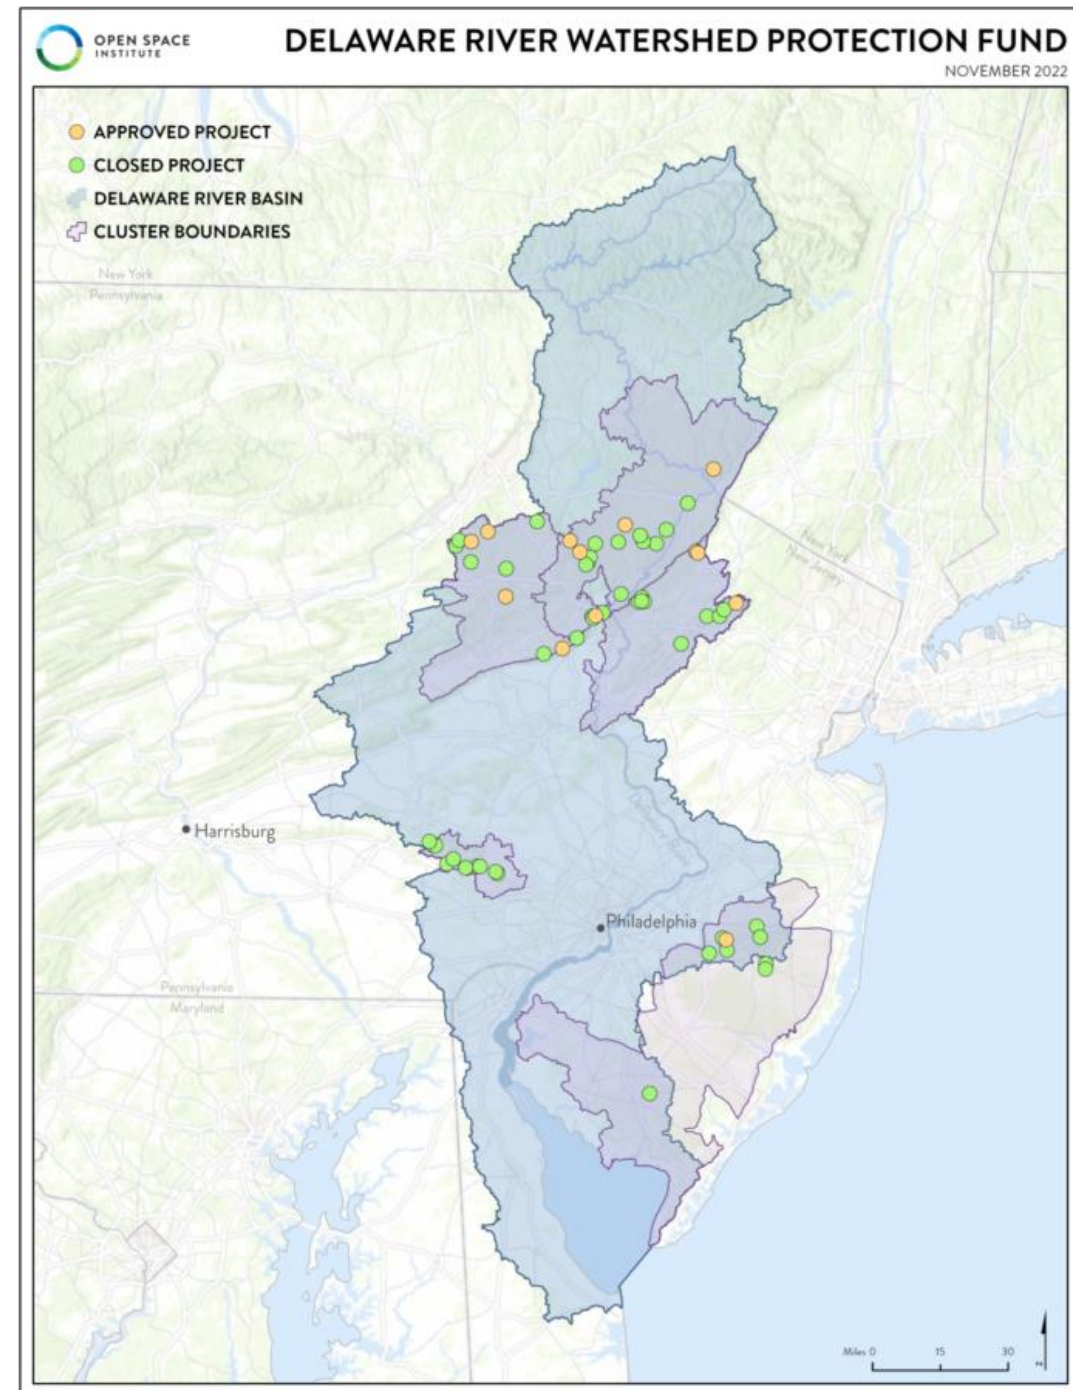 OPEN SPACE
INSTITUTE
DELAWARE RIVER WATERSHED PROTECTION FUND
NOVEMBER 2022
APPROVED PROJECT
CLOSED PROJECT
DELAWARE RIVER BASIN
CLUSTER BOUNDARIES
New York
Pennsylvania
New York
New Jersey
Harrisburg
Philadelphia
Pennsylvania
Maryland
Miles 0 15 30
N